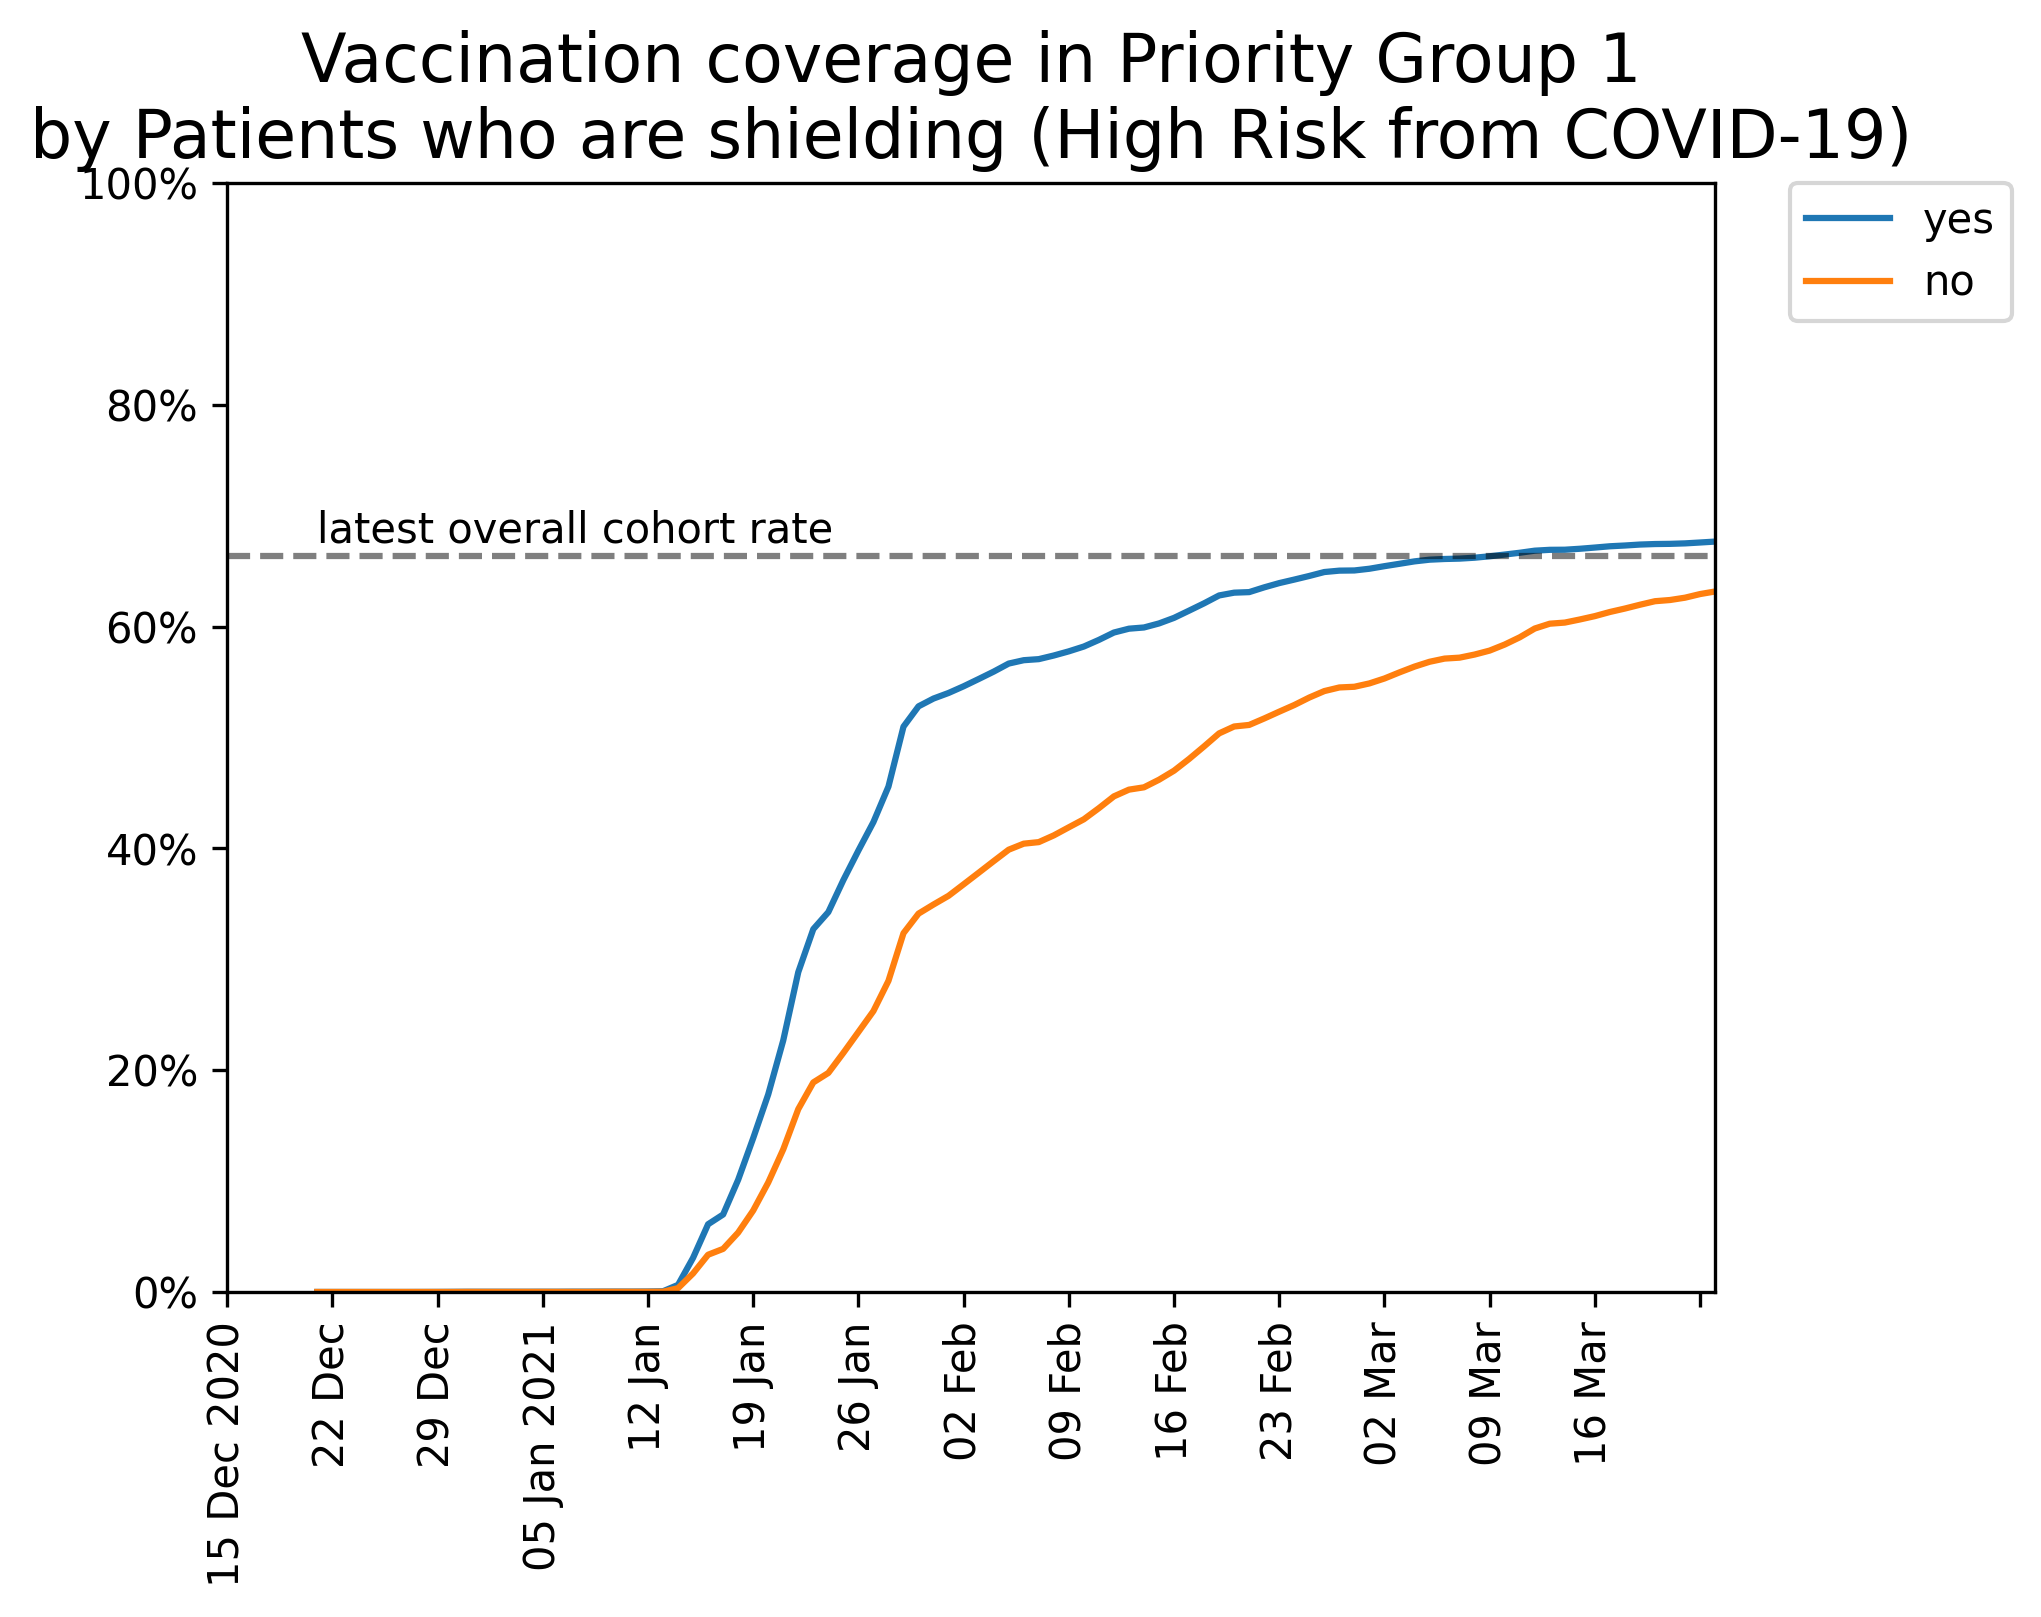 Vaccination coverage in Priority Group 1
by Patients who are shielding (High Risk from COVID-19)
100%
80%
60%
40%
20%
0%
latest overall cohort rate
yes
no
15 Dec 2020
22 Dec
29 Dec
05 Jan 2021
12 Jan
19 Jan
26 Jan
02 Feb
09 Feb
16 Feb
23 Feb
02 Mar
09 Mar
16 Mar